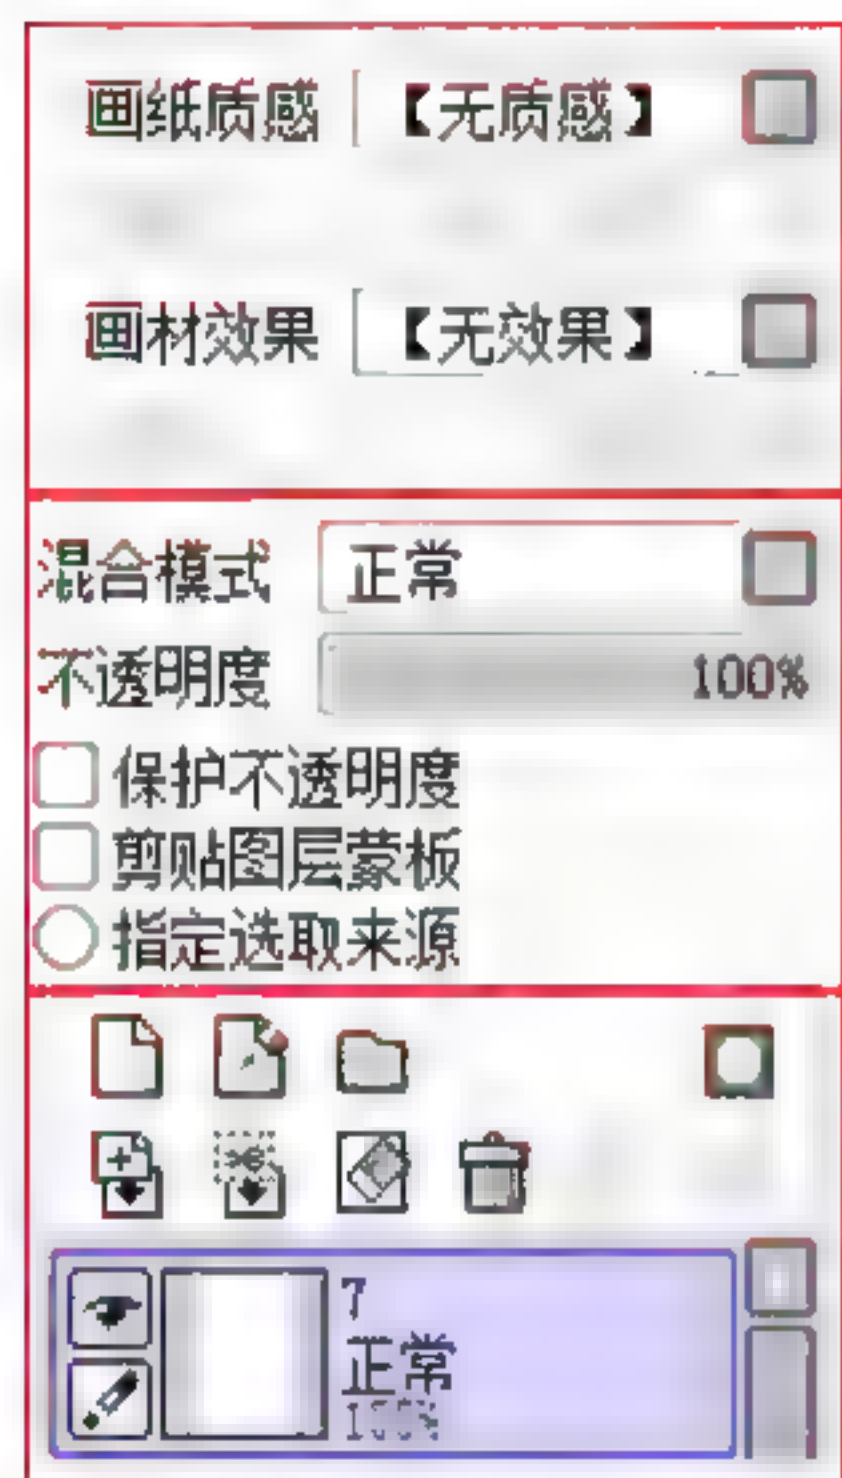 画纸质感 【无质感】
画材效果 【无效果】
混合模式 正常
不透明度 100%
保护不透明度
剪贴图层蒙板
指定选取来源
7
正常
100%